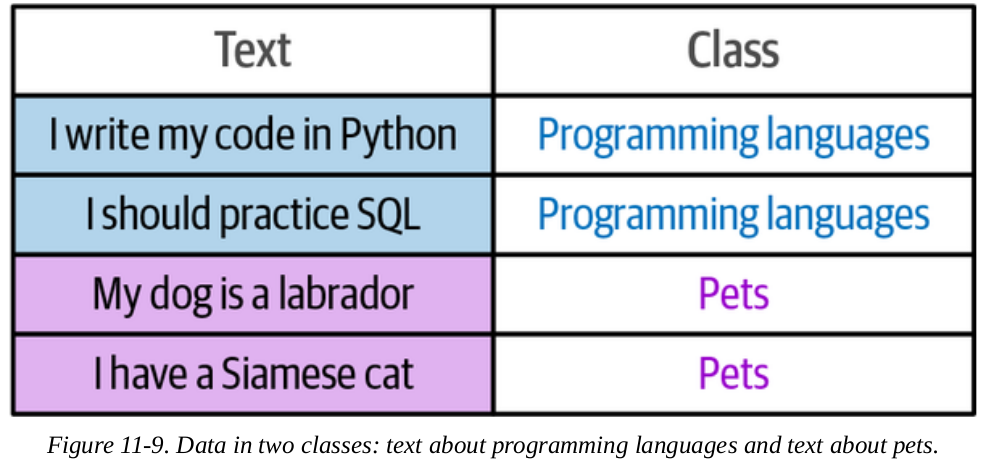 Text Class
I write my code in Python Programming languages
I should practice SQL Programming languages
My dog is a labrador Pets
I have a Siamese cat Pets
Figure 11-9. Data in two classes: text about programming languages and text about pets.